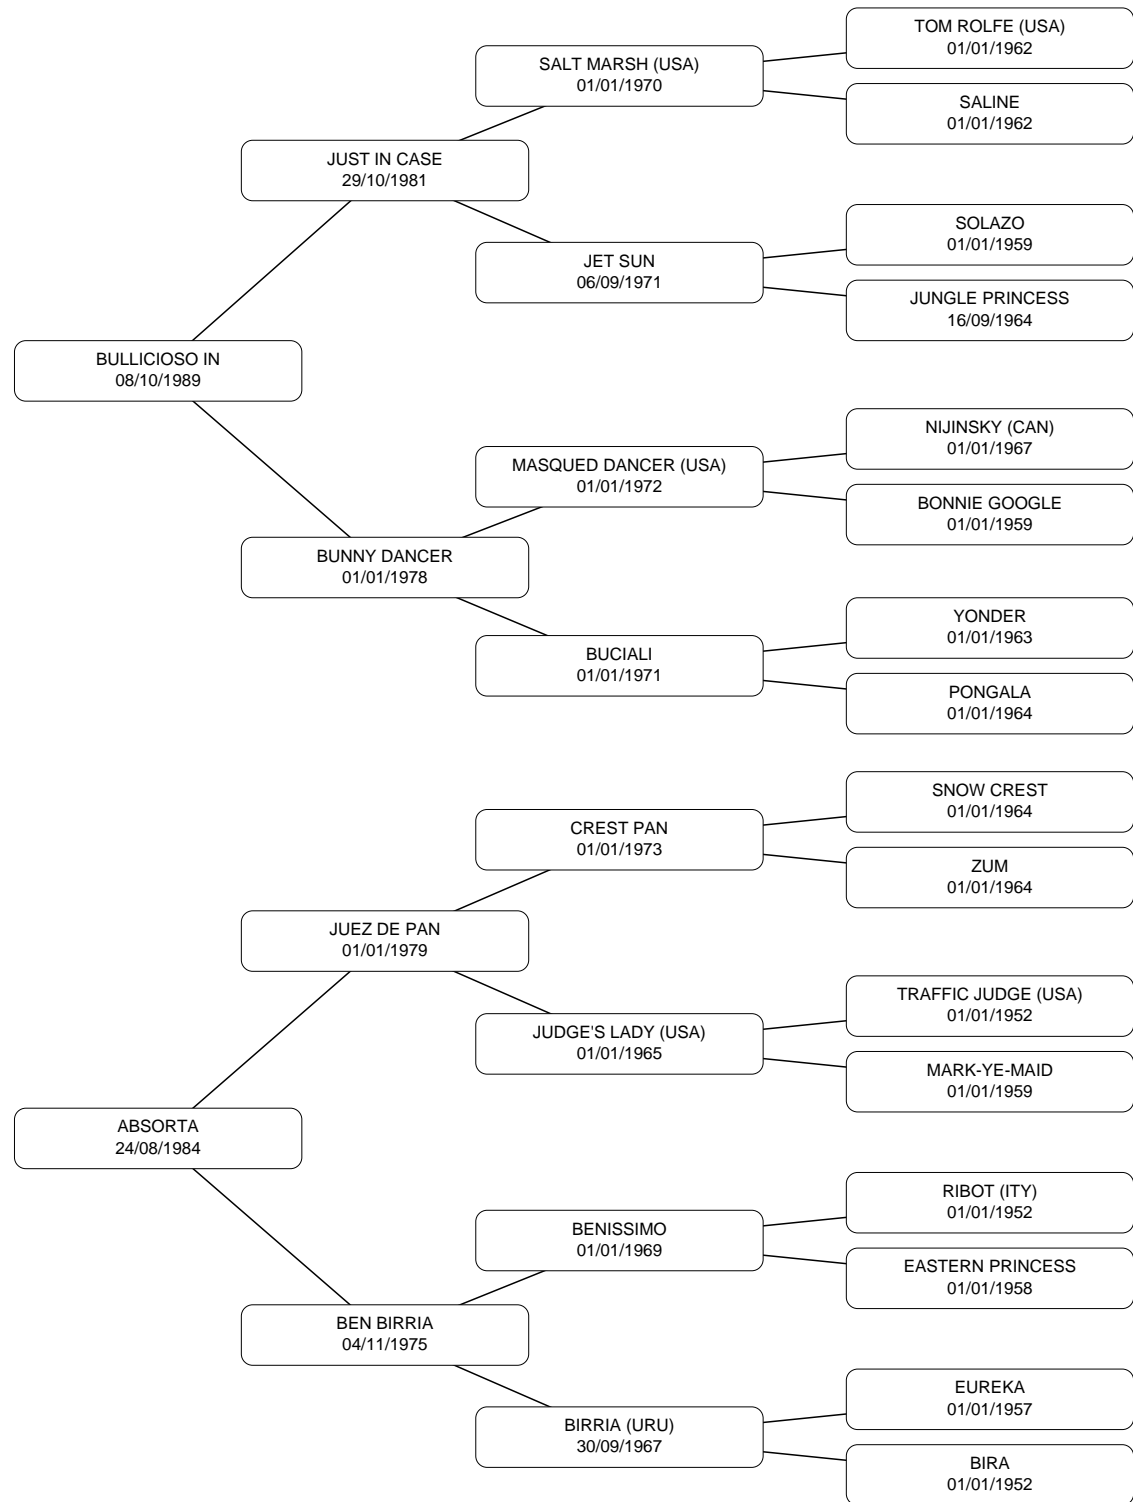 TOM ROLFE (USA)
01/01/1962
SALT MARSH (USA)
01/01/1970
SALINE
01/01/1962
JUST IN CASE
29/10/1981
SOLAZO
01/01/1959
JET SUN
06/09/1971
JUNGLE PRINCESS
16/09/1964
BULLICIOSO IN
08/10/1989
NIJINSKY (CAN)
01/01/1967
MASQUED DANCER (USA)
01/01/1972
BONNIE GOOGLE
01/01/1959
BUNNY DANCER
01/01/1978
YONDER
01/01/1963
BUCIALI
01/01/1971
PONGALA
01/01/1964
SNOW CREST
01/01/1964
CREST PAN
01/01/1973
ZUM
01/01/1964
JUEZ DE PAN
01/01/1979
TRAFFIC JUDGE (USA)
01/01/1952
JUDGE'S LADY (USA)
01/01/1965
MARK-YE-MAID
01/01/1959
ABSORTA
24/08/1984
RIBOT (ITY)
01/01/1952
BENISSIMO
01/01/1969
EASTERN PRINCESS
01/01/1958
BEN BIRRIA
04/11/1975
EUREKA
01/01/1957
BIRRIA (URU)
30/09/1967
BIRA
01/01/1952